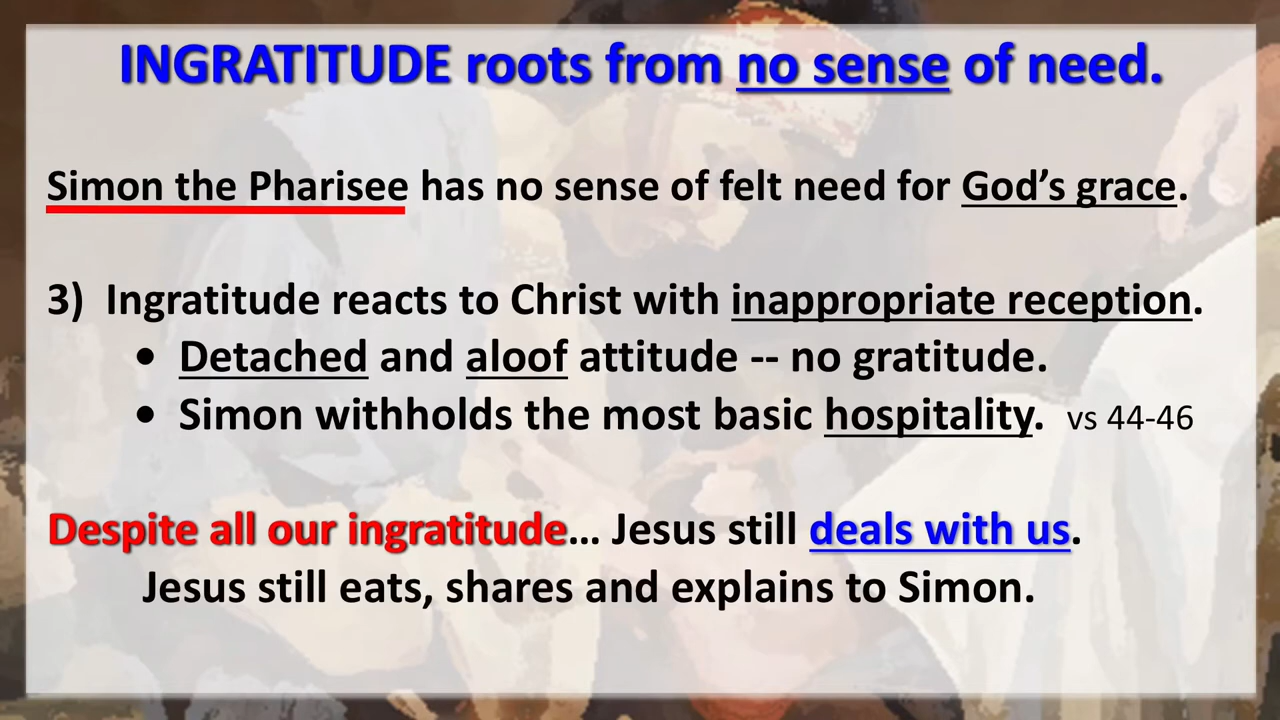 INGRATITUDE roots from no sense of need.
Simon the Pharisee has no sense of felt need for God’s grace.
3) Ingratitude reacts to Christ with inappropriate reception.
• Detached and aloof attitude -- no gratitude.
• Simon withholds the most basic hospitality. vs 44-46
Despite all our ingratitude... Jesus still deals with us.
Jesus still eats, shares and explains to Simon.